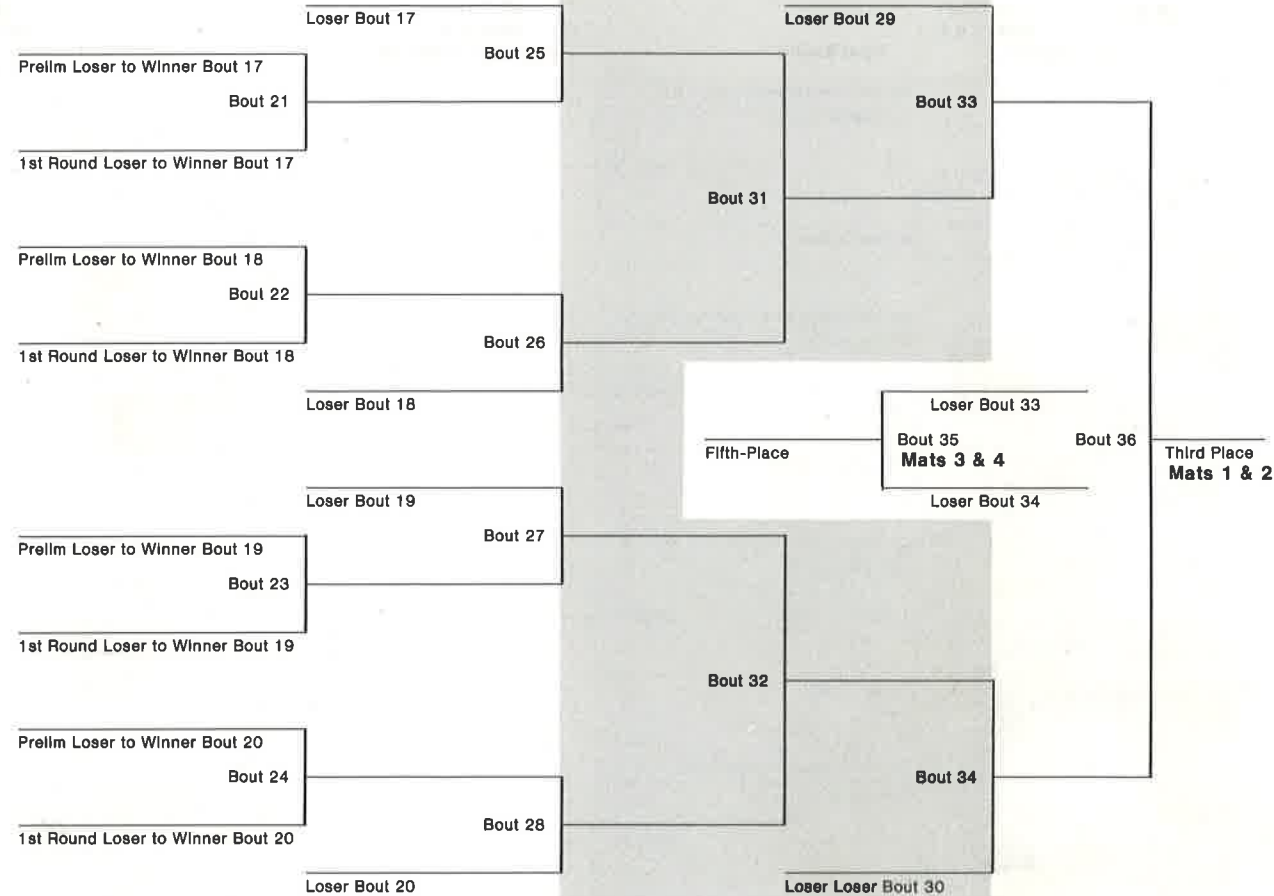 Loser Bout 17
Prelim Loser to Winner Bout 17
Bout 21
1st Round Loser to Winner Bout 17
Bout 25
Prelim Loser to Winner Bout 18
Bout 22
1st Round Loser to Winner Bout 18
Bout 26
Loser Bout 18
Bout 31
Loser Bout 29
Bout 33
Loser Bout 33
Fifth-Place
Bout 35
Mats 3 & 4
Loser Bout 34
Bout 36
Third Place
Mats 1 & 2
Loser Bout 19
Prelim Loser to Winner Bout 19
Bout 23
1st Round Loser to Winner Bout 19
Bout 27
Prelim Loser to Winner Bout 20
Bout 24
1st Round Loser to Winner Bout 20
Bout 28
Loser Bout 20
Bout 32
Bout 34
Loser Loser Bout 30